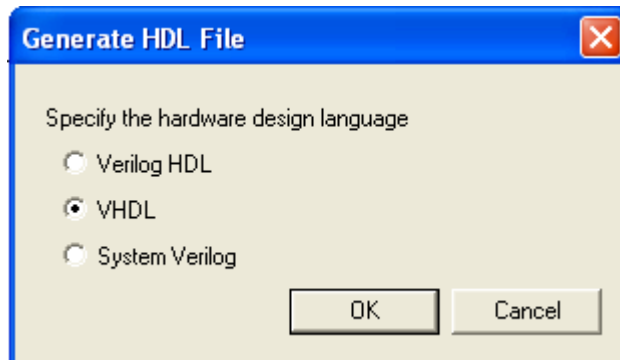 Generate HDL File
Specify the hardware design language
Verilog HDL
VHDL
System Verilog
OK Cancel